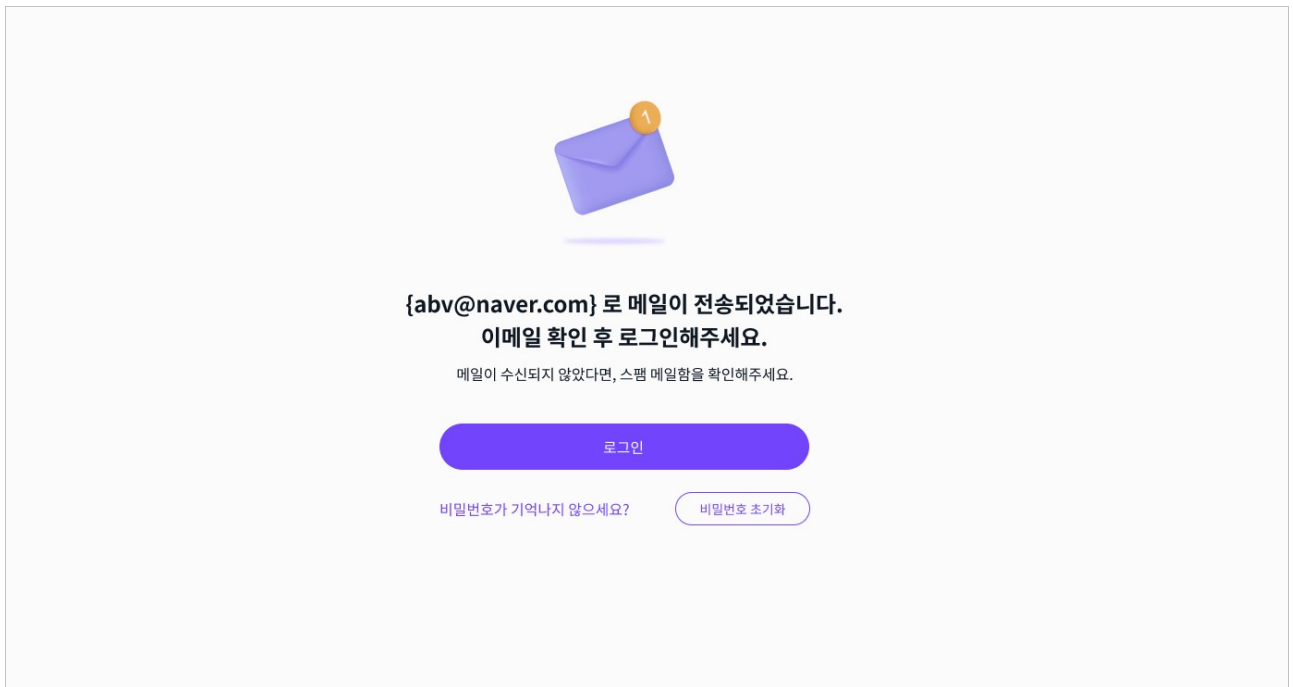 1
{abv@naver.com} 로 메일이 전송되었습니다.
이메일 확인 후 로그인해주세요.
메일이 수신되지 않았다면, 스팸 메일함을 확인해주세요.
로그인
비밀번호가 기억나지 않으세요?
비밀번호 초기화